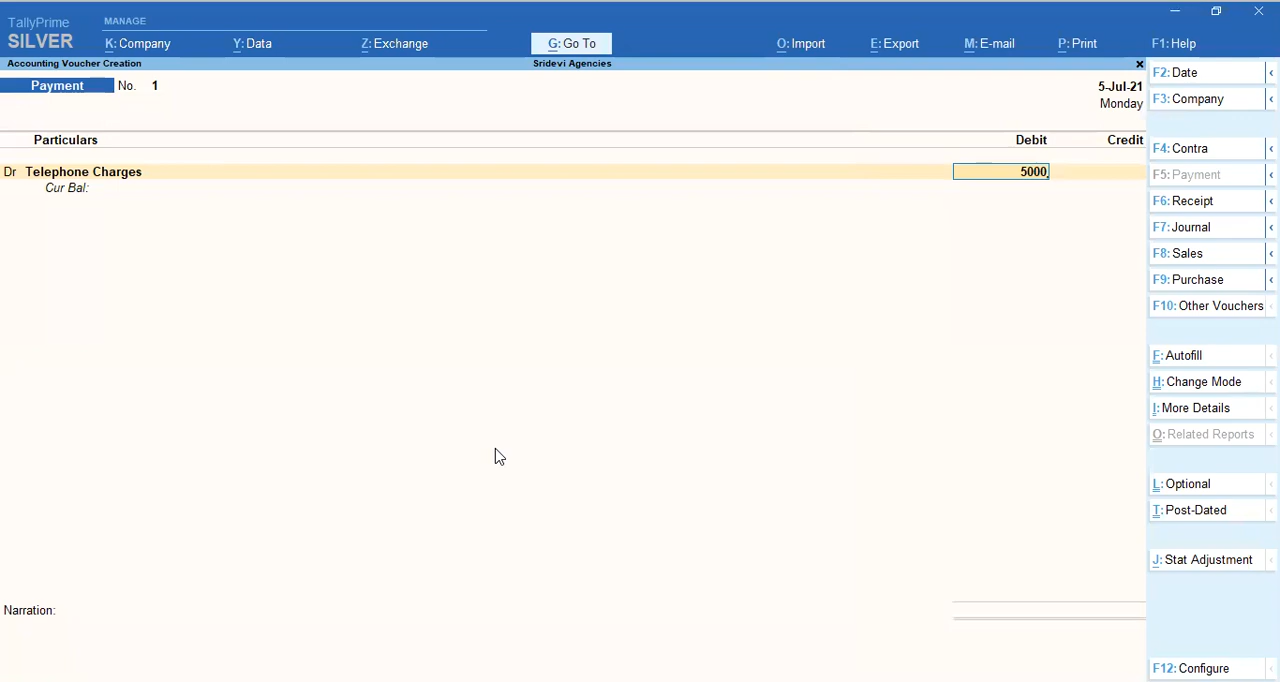 TallyPrime
SILVER
MANAGE
K: Company
Y: Data
Z: Exchange
G: Go To
O: Import
E: Export
M: E-mail
P: Print
F1: Help
Accounting Voucher Creation
Sridevi Agencies
Payment No. 1
5-Jul-21
Monday
Particulars
Debit
Credit
Dr Telephone Charges
5000
Cur Bal:
Narration:
F2: Date
F3: Company
F4: Contra
F5: Payment
F6: Receipt
F7: Journal
F8: Sales
F9: Purchase
F10: Other Vouchers
F: Autofill
H: Change Mode
I: More Details
O: Related Reports
L: Optional
T: Post-Dated
J: Stat Adjustment
F12: Configure